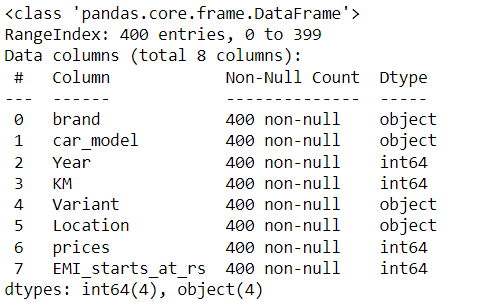 <class 'pandas.core.frame.DataFrame'>
RangeIndex: 400 entries, 0 to 399
Data columns (total 8 columns):
 #   Column           Non-Null Count  Dtype
---  ------           --------------  -----
 0   brand            400 non-null    object
 1   car_model        400 non-null    object
 2   Year             400 non-null    int64
 3   KM               400 non-null    int64
 4   Variant          400 non-null    object
 5   Location         400 non-null    object
 6   prices           400 non-null    int64
 7   EMI_starts_at_rs  400 non-null    int64
dtypes: int64(4), object(4)